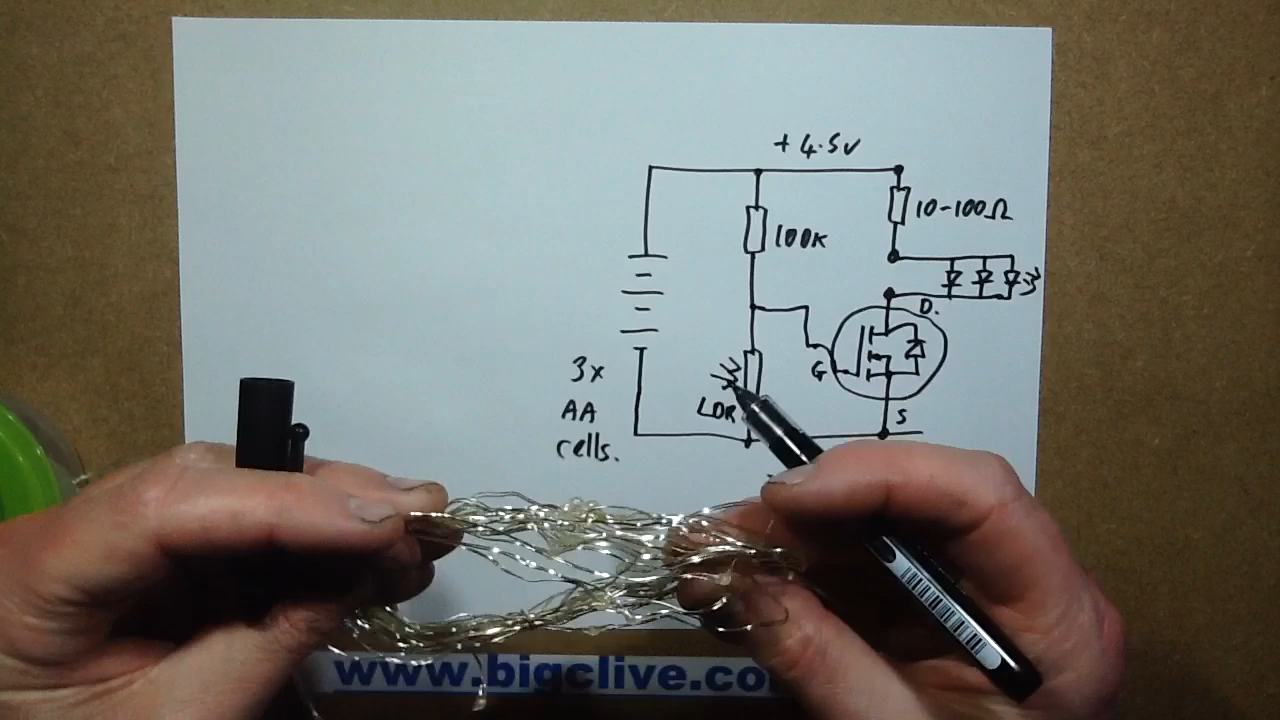 + 4.5v
10-100Ω
100K
D.
3x
G
AA
LDR
S
cells.
www.bigclive.co